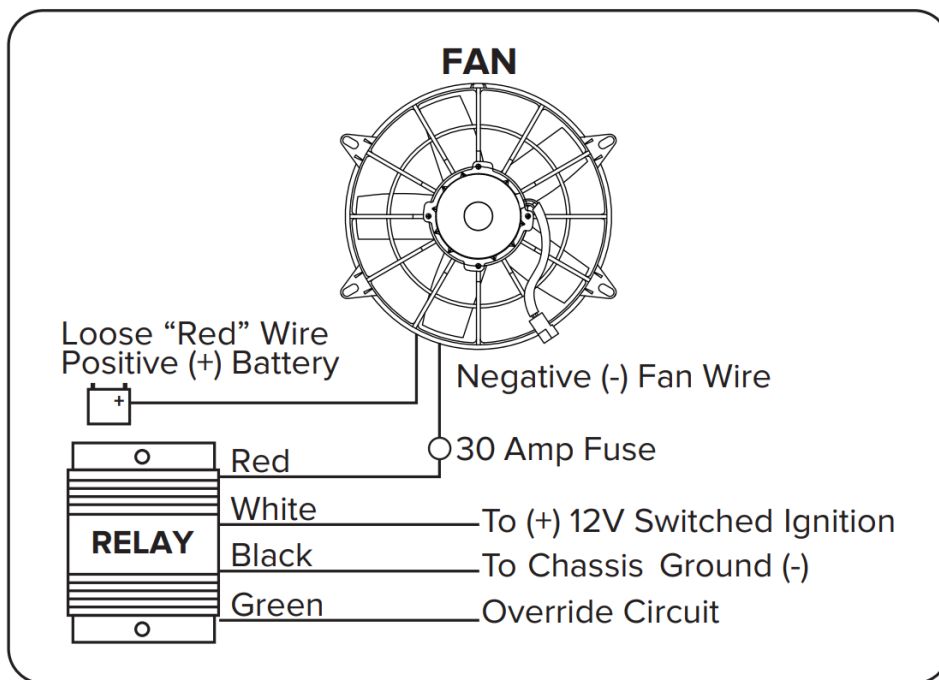 FAN
Loose “Red” Wire
Positive (+) Battery
+
Negative (-) Fan Wire
30 Amp Fuse
Red
White
To (+) 12V Switched Ignition
RELAY
Black
To Chassis Ground (-)
Green
Override Circuit